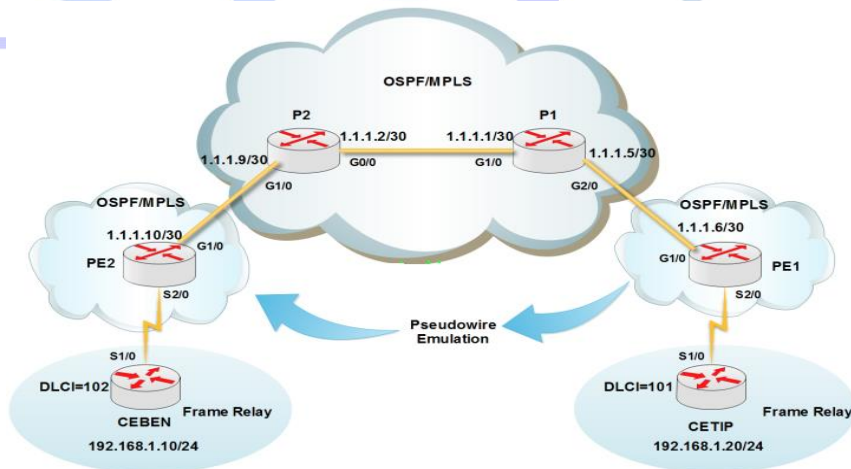 OSPF/MPLS
P2
P1
1.1.1.2/30
1.1.1.1/30
1.1.1.9/30
1.1.1.5/30
G0/0
G1/0
G1/0
G2/0
OSPF/MPLS
OSPF/MPLS
1.1.1.10/30
1.1.1.6/30
G1/0
G1/0
PE2
PE1
S2/0
S2/0
Pseudowire
Emulation
S1/0
S1/0
DLCI=102
DLCI=101
Frame Relay
Frame Relay
CEBEN
CETIP
192.168.1.10/24
192.168.1.20/24